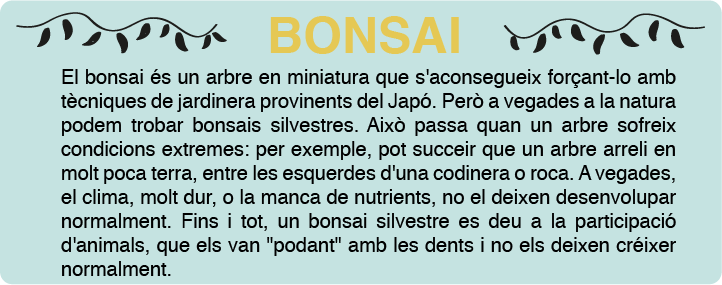 BONSAI
El bonsai és un arbre en miniatura que s'aconsegueix forçant-lo amb
tècniques de jardinera provinents del Japó. Però a vegades a la natura
podem trobar bonsais silvestres. Això passa quan un arbre sofreix
condicions extremes: per exemple, pot succeir que un arbre arreli en
molt poca terra, entre les esquerdes d'una codinera o roca. A vegades,
el clima, molt dur, o la manca de nutrients, no el deixen desenvolupar
normalment. Fins i tot, un bonsai silvestre es deu a la participació
d'animals, que els van "podant" amb les dents i no els deixen créixer
normalment.